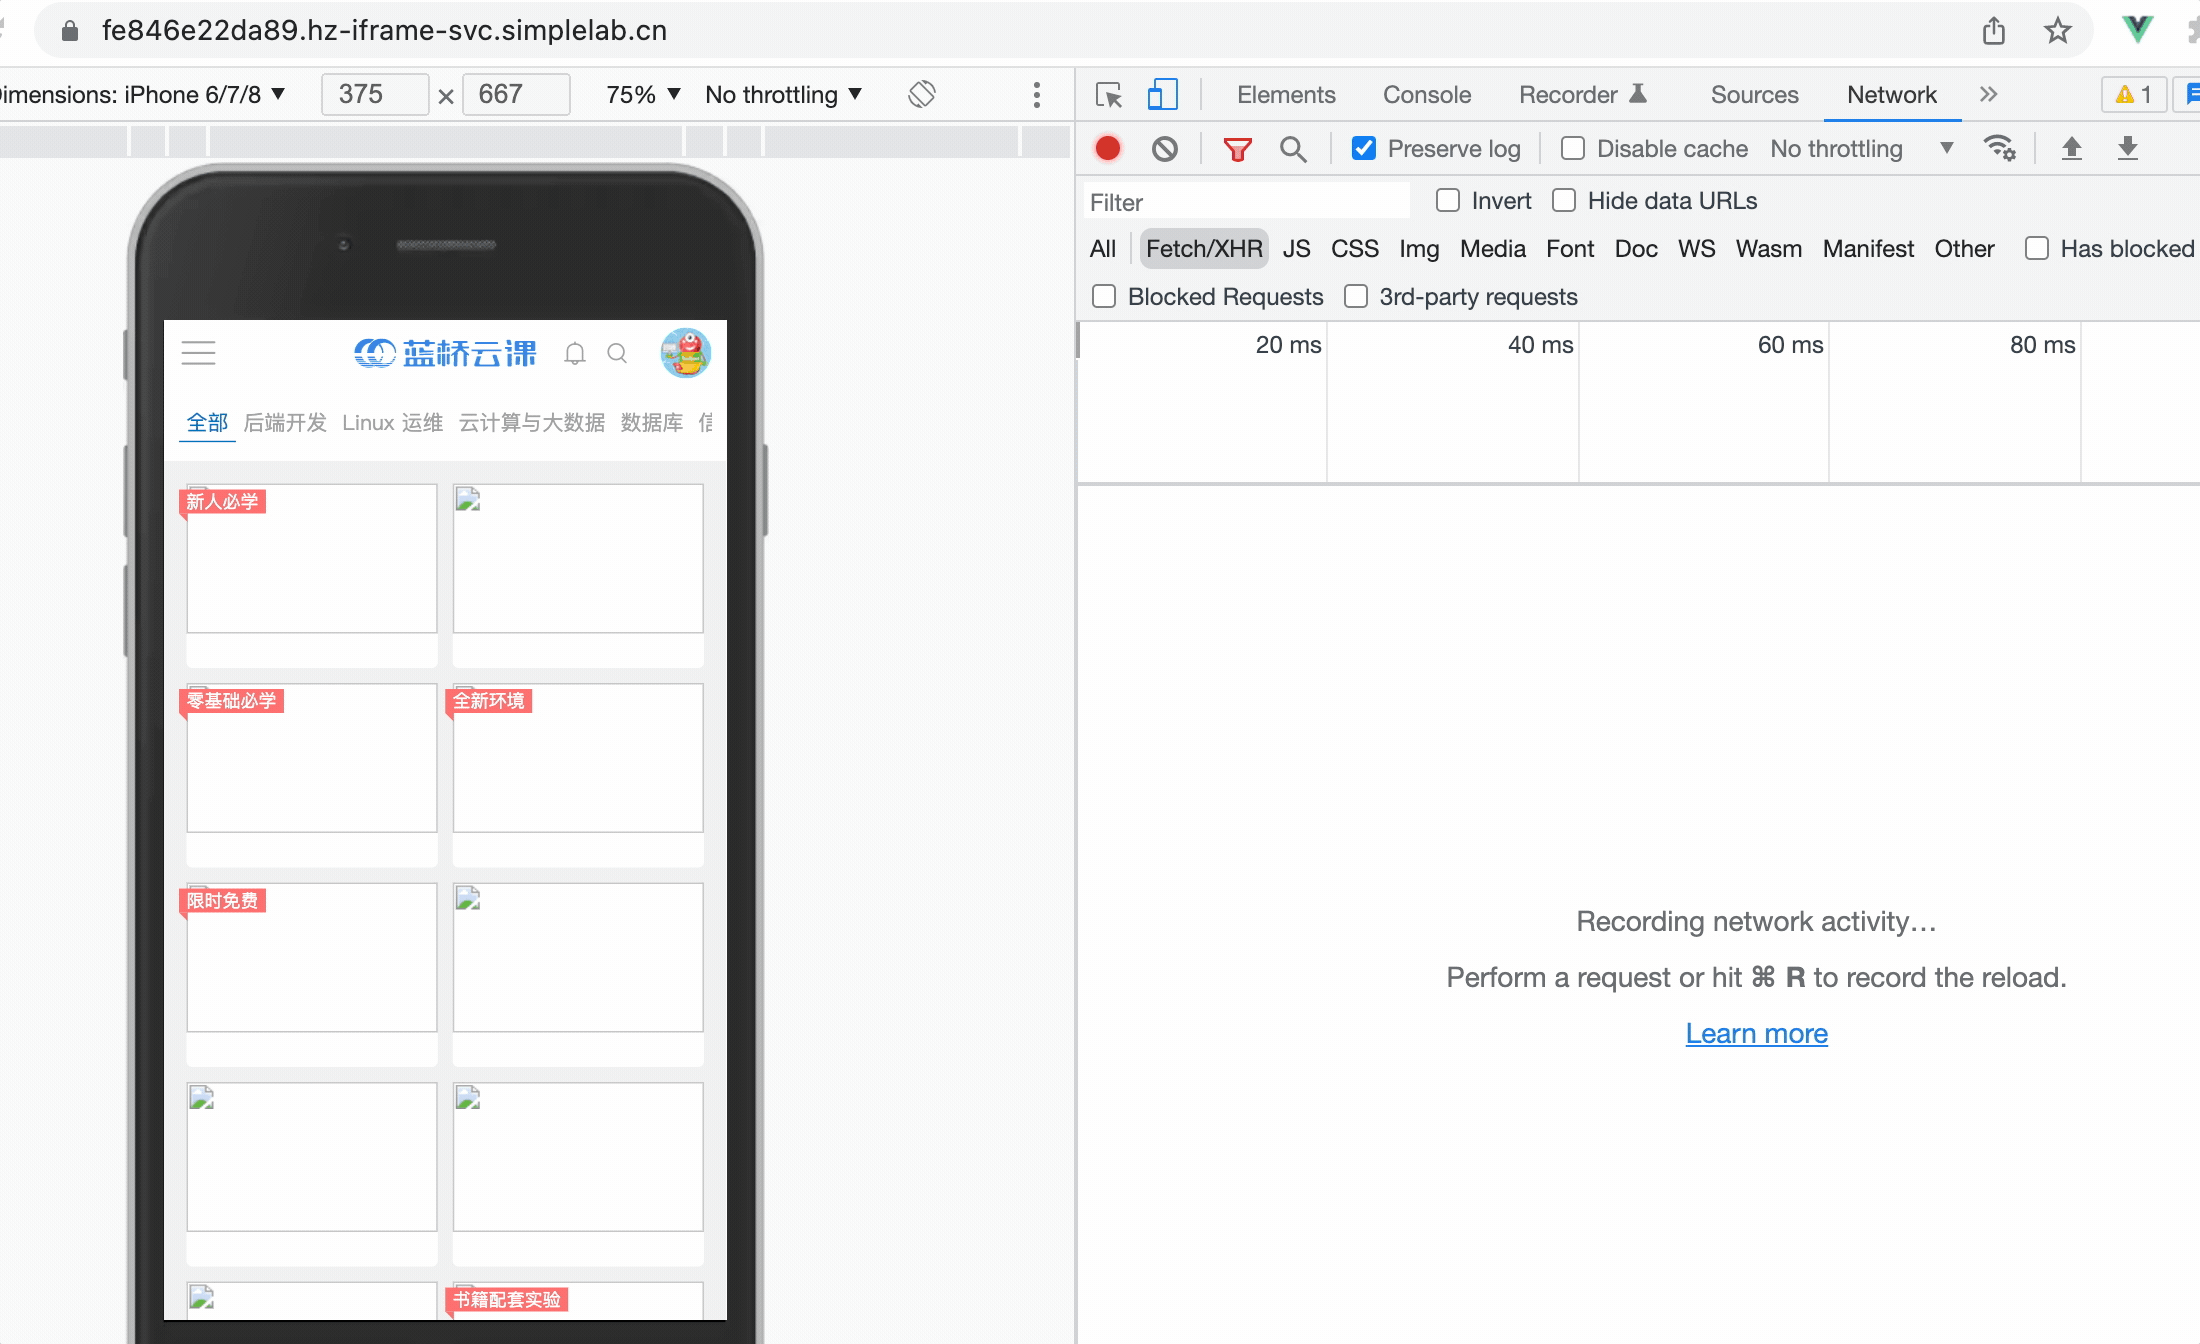 fe846e22da89.hz-iframe-svc.simplelab.cn
imensions: iPhone 6/7/8 ▼ 375 × 667 75% ▼ No throttling ▼
Elements Console Recorder Sources Network » 1
Preserve log Disable cache No throttling ▼
Filter Invert Hide data URLs
All Fetch/XHR JS CSS Img Media Font Doc WS Wasm Manifest Other Has blocked
Blocked Requests 3rd-party requests
20 ms 40 ms 60 ms 80 ms
蓝桥云课
全部 后端开发 Linux 运维 云计算与大数据 数据库 信
新人必学
零基础必学 全新环境
限时免费
书籍配套实验
Recording network activity…
Perform a request or hit ⌘ R to record the reload.
Learn more